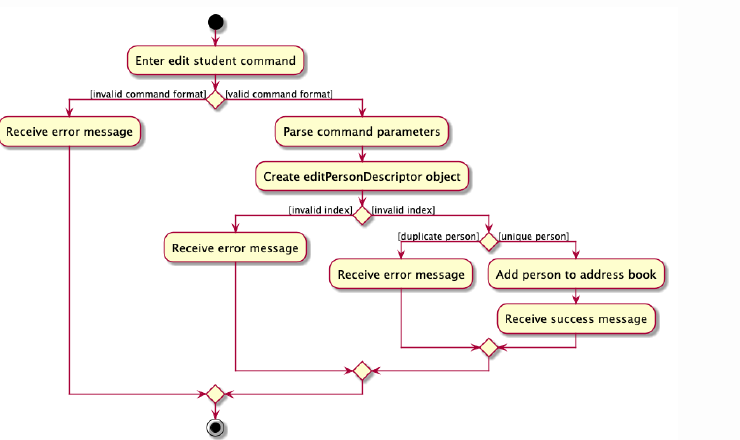 Enter edit student command
[invalid command format] [valid command format]
Receive error message
Parse command parameters
Create editPersonDescriptor object
[invalid index] [invalid index]
Receive error message
[duplicate person] [unique person]
Receive error message
Add person to address book
Receive success message